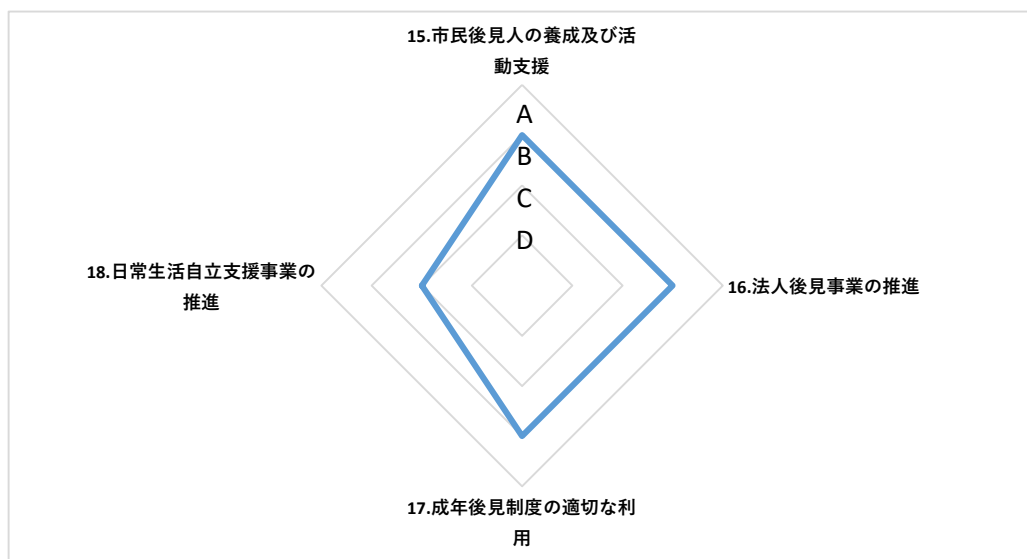 15.市民後見人の養成及び活
動支援
A
B
C
D
18.日常生活自立支援事業の
推進
16.法人後見事業の推進
17.成年後見制度の適切な利
用